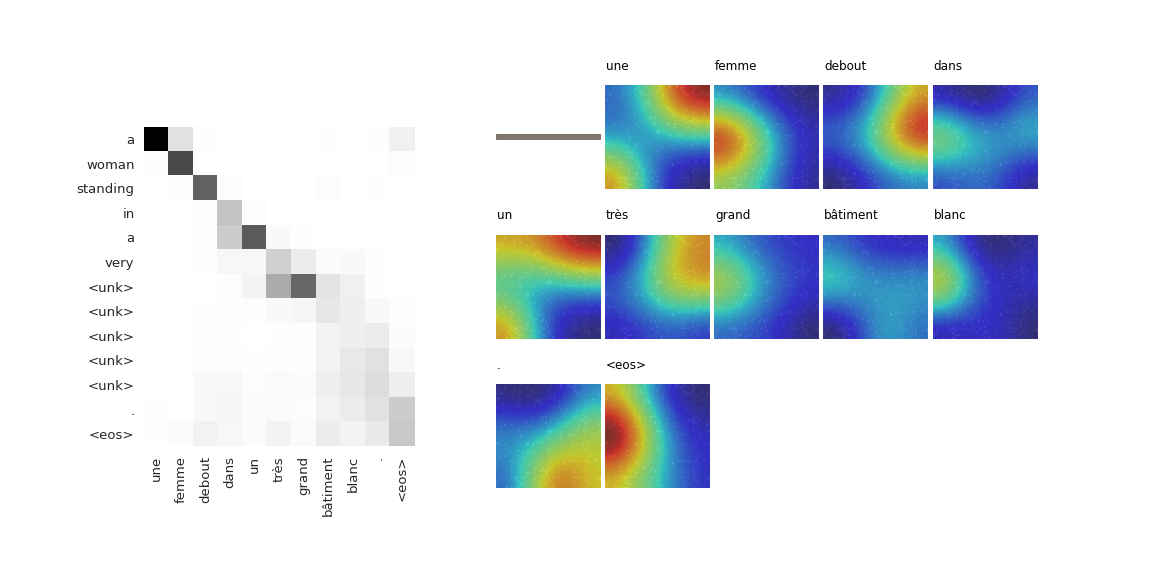 a
woman
standing
in
a
very
<unk>
<unk>
<unk>
<unk>
<unk>
.
<eos>
une femme debout dans un très grand bâtiment blanc . <eos>
une femme debout dans
un très grand bâtiment blanc
. <eos>